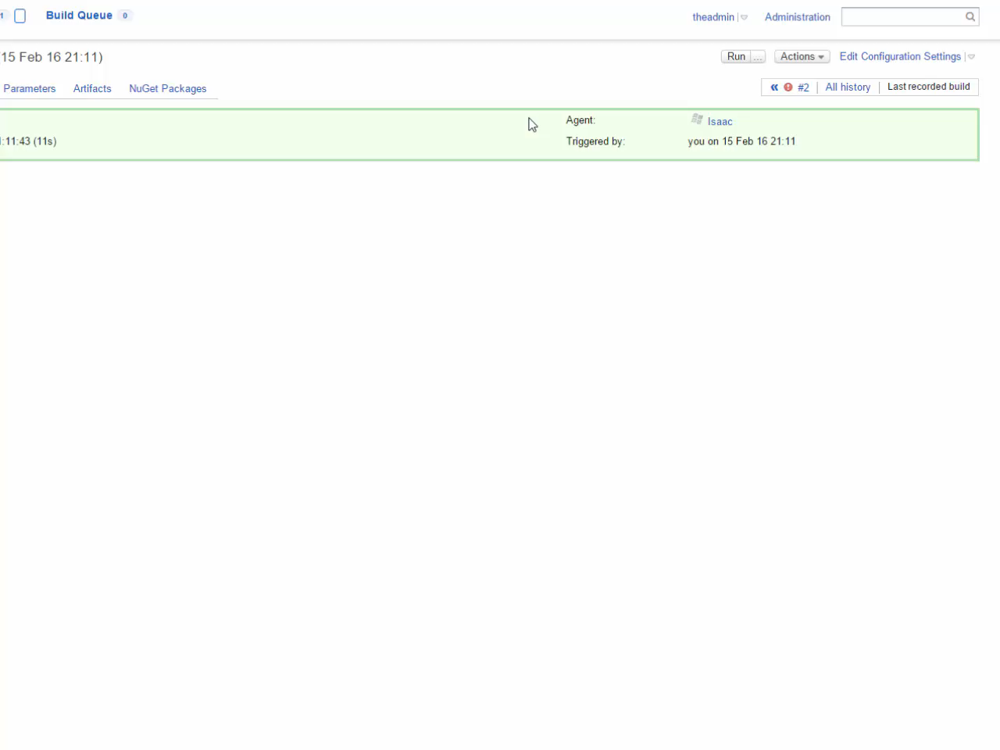 1 Build Queue 0 theadmin Administration
15 Feb 16 21:11) Run ... Actions Edit Configuration Settings
Parameters Artifacts NuGet Packages « #2 All history Last recorded build
Agent: Isaac
:11:43 (11s) Triggered by: you on 15 Feb 16 21:11